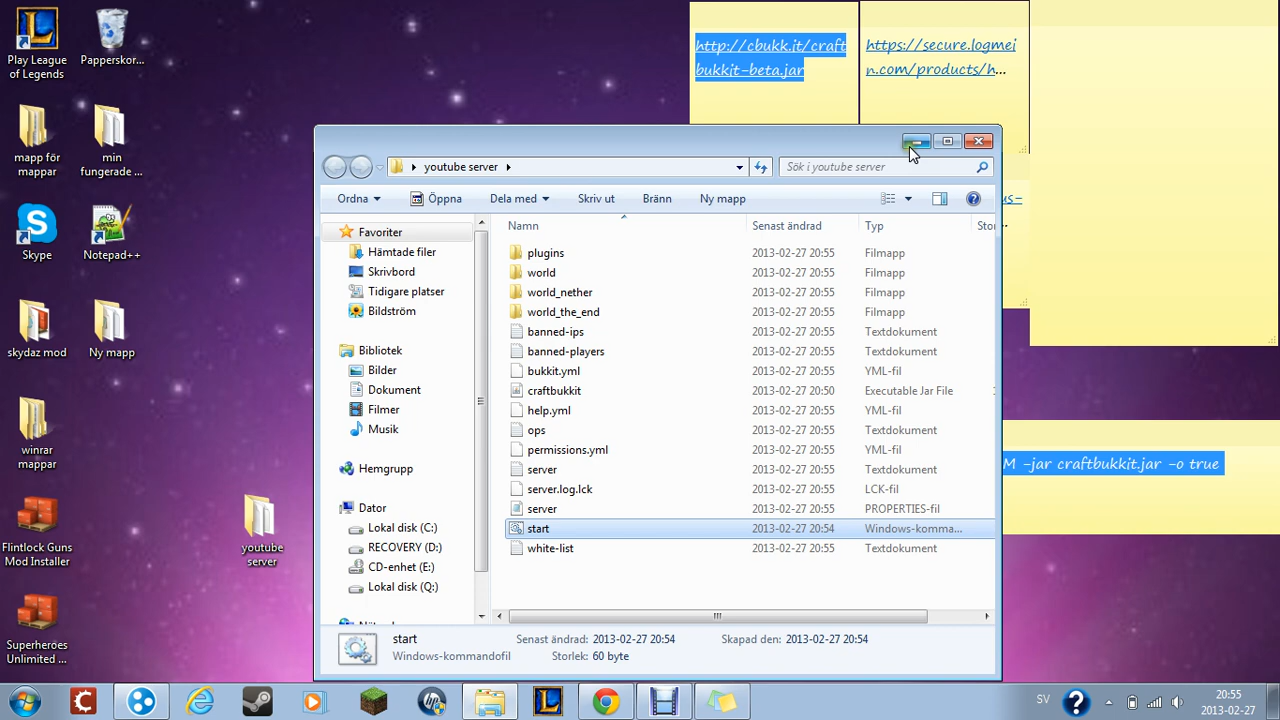 Play League
of Legends
Papperskor...
mapp för
mappar
min
fungerade ...
Skype
Notepad++
skydaz mod
Ny mapp
winrar
mappar
Flintlock Guns
Mod Installer
youtube
server
Superheroes
Unlimited ...
http://cbukk.it/craft
bukkit-beta.jar
https://secure.logmei
n.com/products/h...
us-
M -jar craftbukkit.jar -o true
youtube server
Sök i youtube server
Ordna
Öppna
Dela med
Skriv ut
Bränn
Ny mapp
Favoriter
Hämtade filer
Skrivbord
Tidigare platser
Bildström
Bibliotek
Bilder
Dokument
Filmer
Musik
Hemgrupp
Dator
Lokal disk (C:)
RECOVERY (D:)
CD-enhet (E:)
Lokal disk (Q:)
Namn Senast ändrad Typ Stor
plugins 2013-02-27 20:55 Filmapp
world 2013-02-27 20:55 Filmapp
world_nether 2013-02-27 20:55 Filmapp
world_the_end 2013-02-27 20:55 Filmapp
banned-ips 2013-02-27 20:55 Textdokument
banned-players 2013-02-27 20:55 Textdokument
bukkit.yml 2013-02-27 20:55 YML-fil
craftbukkit 2013-02-27 20:50 Executable Jar File
help.yml 2013-02-27 20:55 YML-fil
ops 2013-02-27 20:55 Textdokument
permissions.yml 2013-02-27 20:55 YML-fil
server 2013-02-27 20:55 Textdokument
server.log.lck 2013-02-27 20:55 LCK-fil
server 2013-02-27 20:55 PROPERTIES-fil
start 2013-02-27 20:54 Windows-komma...
white-list 2013-02-27 20:55 Textdokument
start Senast ändrad: 2013-02-27 20:54 Skapad den: 2013-02-27 20:54
Windows-kommandofil Storlek: 60 byte
SV
20:55
2013-02-27